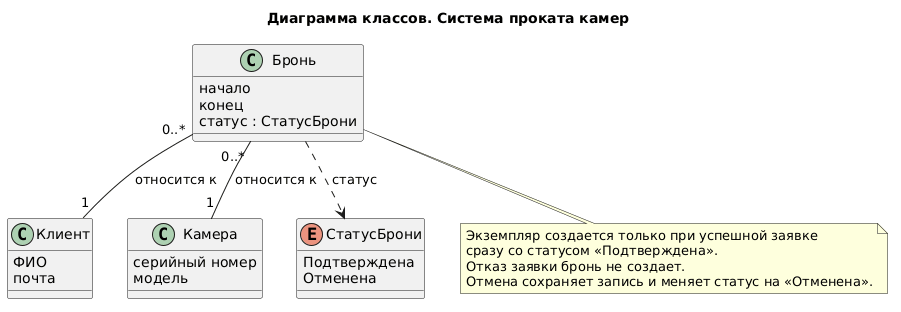 Диаграмма классов. Система проката камер
C Бронь
начало
конец
статус : СтатусБрони
0..*
0..*
относится к
относится к
статус
1
1
C Клиент
ФИО
почта
C Камера
серийный номер
модель
E СтатусБрони
Подтверждена
Отменена
Экземпляр создается только при успешной заявке
сразу со статусом «Подтверждена».
Отказ заявки бронь не создает.
Отмена сохраняет запись и меняет статус на «Отменена».